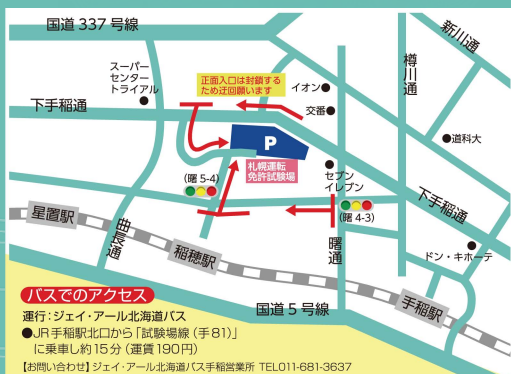 国道337号線
新川通
樽川通
スーパー
センター
トライアル
正面入口は封鎖する
ため迂回願います
イオン
交番
下手稲通
P
道科大
札幌運転
免許試験場
セブン
イレブン
(曙5-4)
(曙4-3)
下手稲通
星置駅
曲長通
稲穂駅
曙通
ドン・キホーテ
手稲駅
国道5号線
バスでのアクセス
運行:ジェイ・アール北海道バス
●JR手稲駅北口から「試験場線(手81)」
に乗車し約15分(運賃190円)
【お問い合わせ】ジェイ・アール北海道バス手稲営業所 TEL011-681-3637